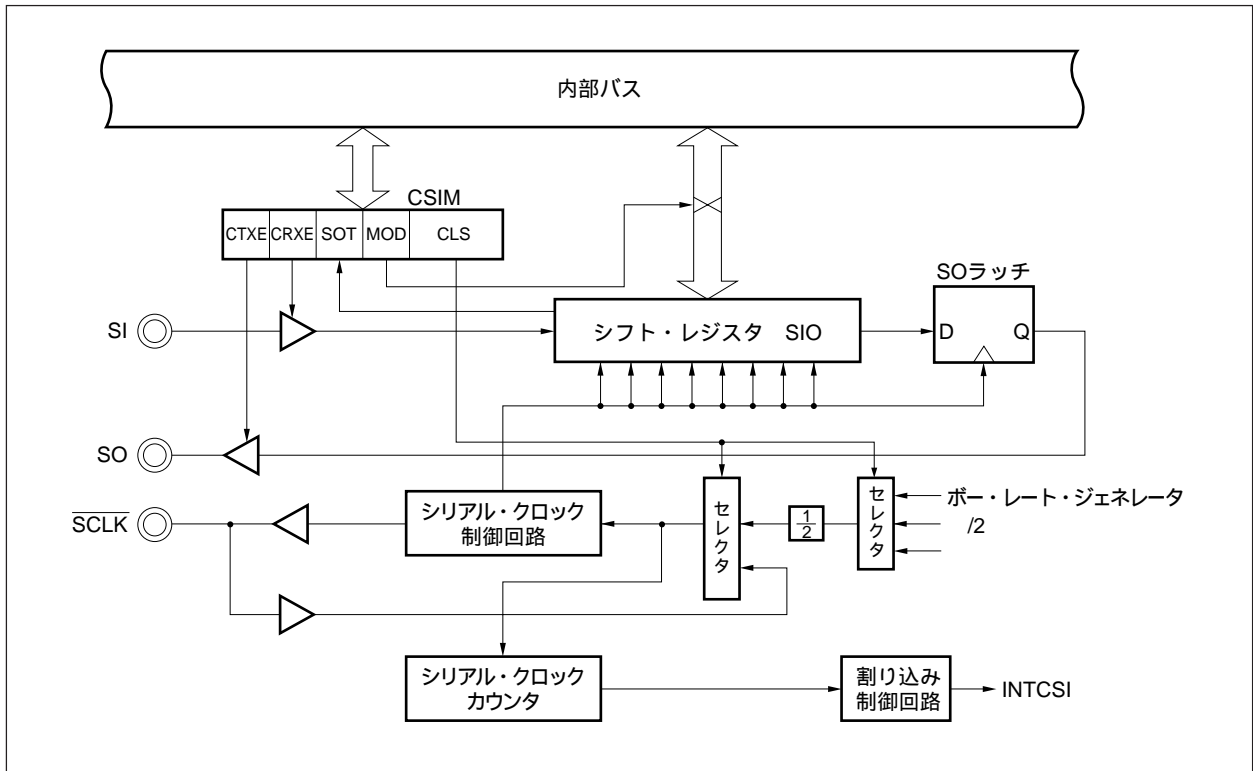 内部バス
CSIM
CTXE CRXE SOT MOD CLS
SOラッチ
SI
シフト・レジスタ SIO
D Q
SO
SCLK
シリアル・クロック
制御回路
セレクタ
1/2
セレクタ
ボー・レート・ジェネレータ
/2
シリアル・クロック
カウンタ
割り込み
制御回路
INTCSI